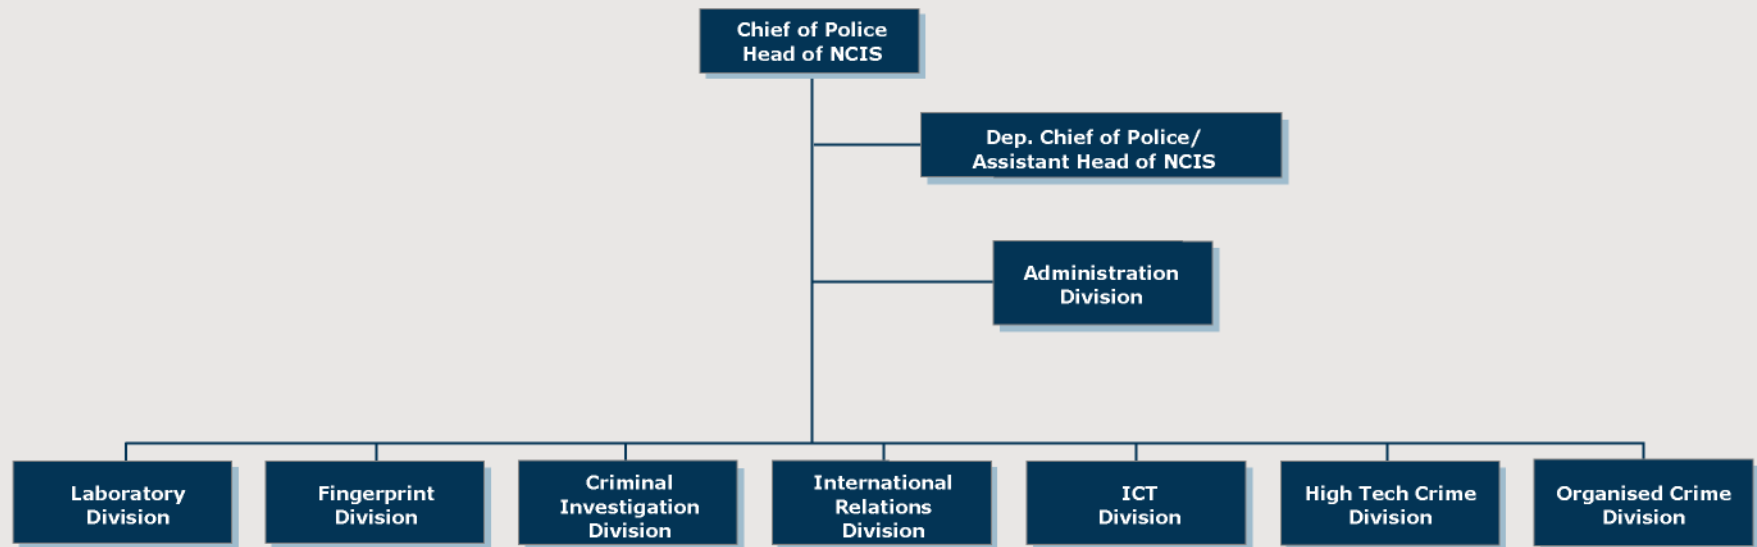 Chief of Police
Head of NCIS
Dep. Chief of Police/
Assistant Head of NCIS
Administration
Division
Laboratory
Division
Fingerprint
Division
Criminal
Investigation
Division
International
Relations
Division
ICT
Division
High Tech Crime
Division
Organised Crime
Division